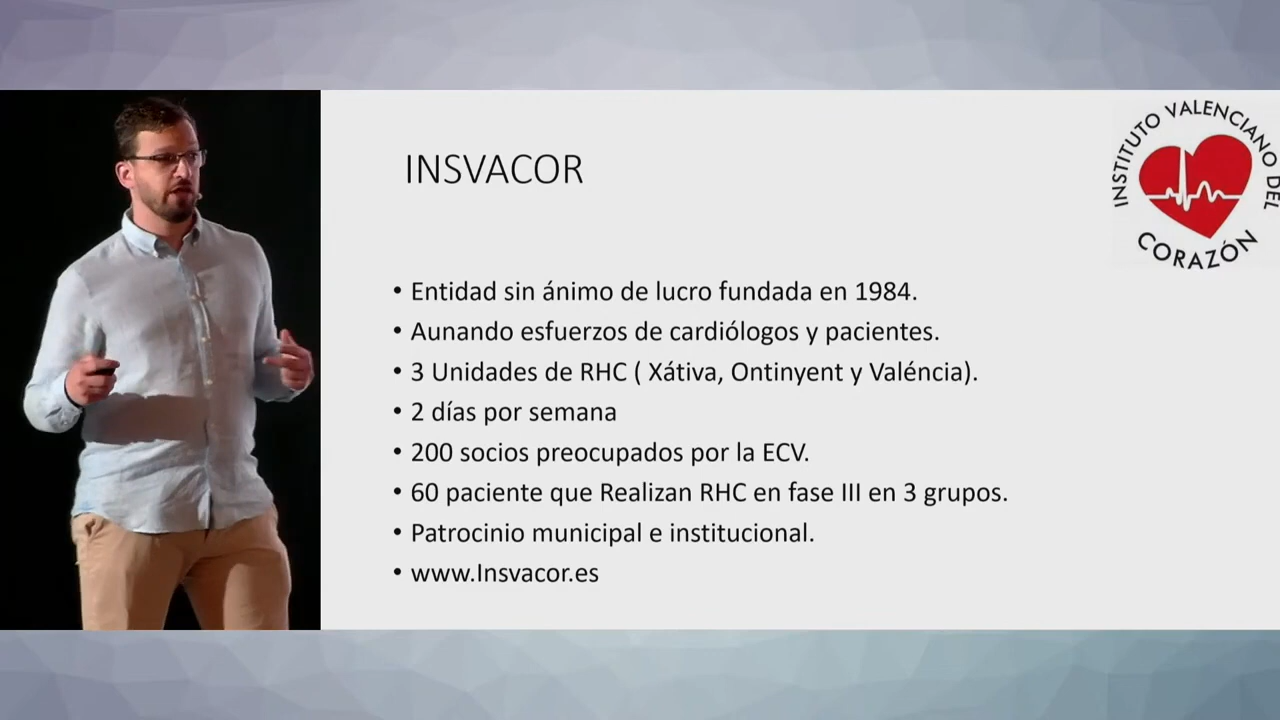 INSVACOR
INSTITUTO VALENCIANO DEL
CORAZÓN
• Entidad sin ánimo de lucro fundada en 1984.
• Aunando esfuerzos de cardiólogos y pacientes.
• 3 Unidades de RHC ( Xátiva, Ontinyent y Valéncia).
• 2 días por semana
• 200 socios preocupados por la ECV.
• 60 paciente que Realizan RHC en fase III en 3 grupos.
• Patrocinio municipal e institucional.
• www.Insvacor.es